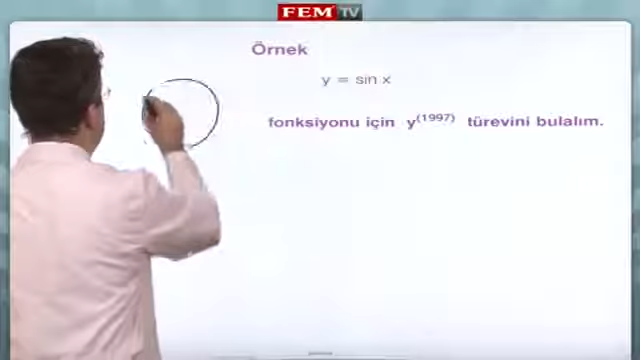 FEM TV
Örnek
y = sin x
fonksiyonu için y⁽¹⁹⁹⁷⁾ türevini bulalım.